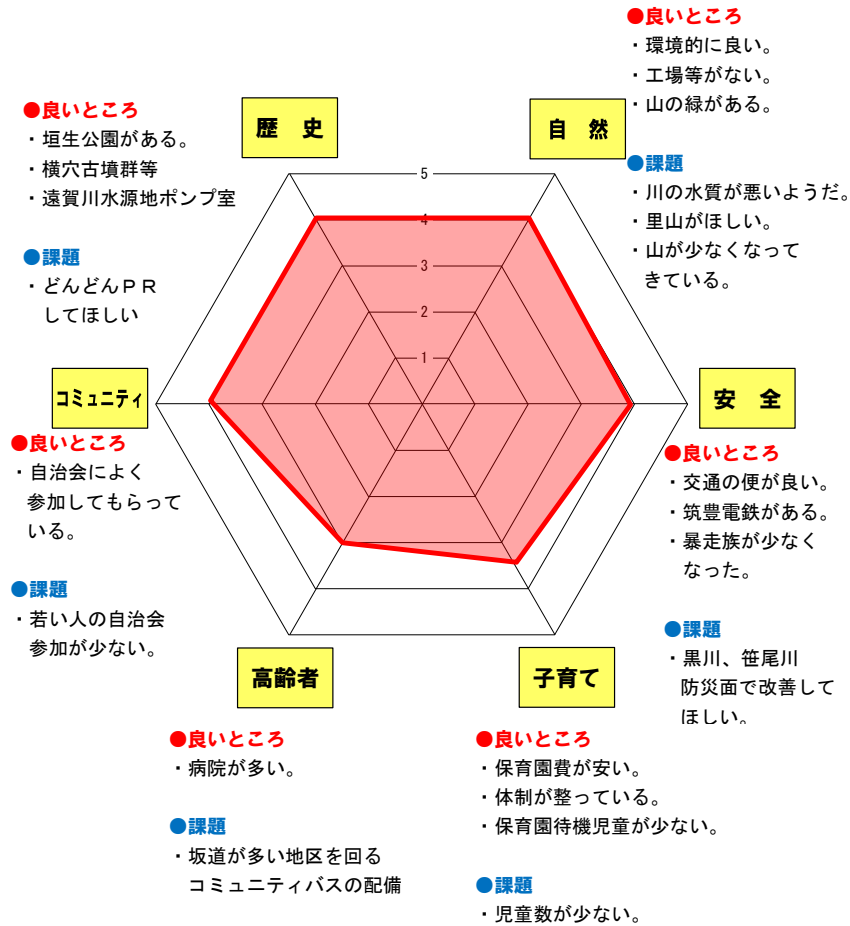 歴　史
●良いところ
・垣生公園がある。
・横穴古墳群等
・遠賀川水源地ポンプ室
●課題
・どんどんＰＲ
してほしい
自　然
●良いところ
・環境的に良い。
・工場等がない。
・山の緑がある。
●課題
・川の水質が悪いようだ。
・里山がほしい。
・山が少なくなって
きている。
5
4
3
2
1
コミュニティ
●良いところ
・自治会によく
参加してもらって
いる。
●課題
・若い人の自治会
参加が少ない。
安　全
●良いところ
・交通の便が良い。
・筑豊電鉄がある。
・暴走族が少なく
なった。
●課題
・黒川、笹尾川
防災面で改善して
ほしい。
高齢者
●良いところ
・病院が多い。
●課題
・坂道が多い地区を回る
コミュニティバスの配備
子育て
●良いところ
・保育園費が安い。
・体制が整っている。
・保育園待機児童が少ない。
●課題
・児童数が少ない。